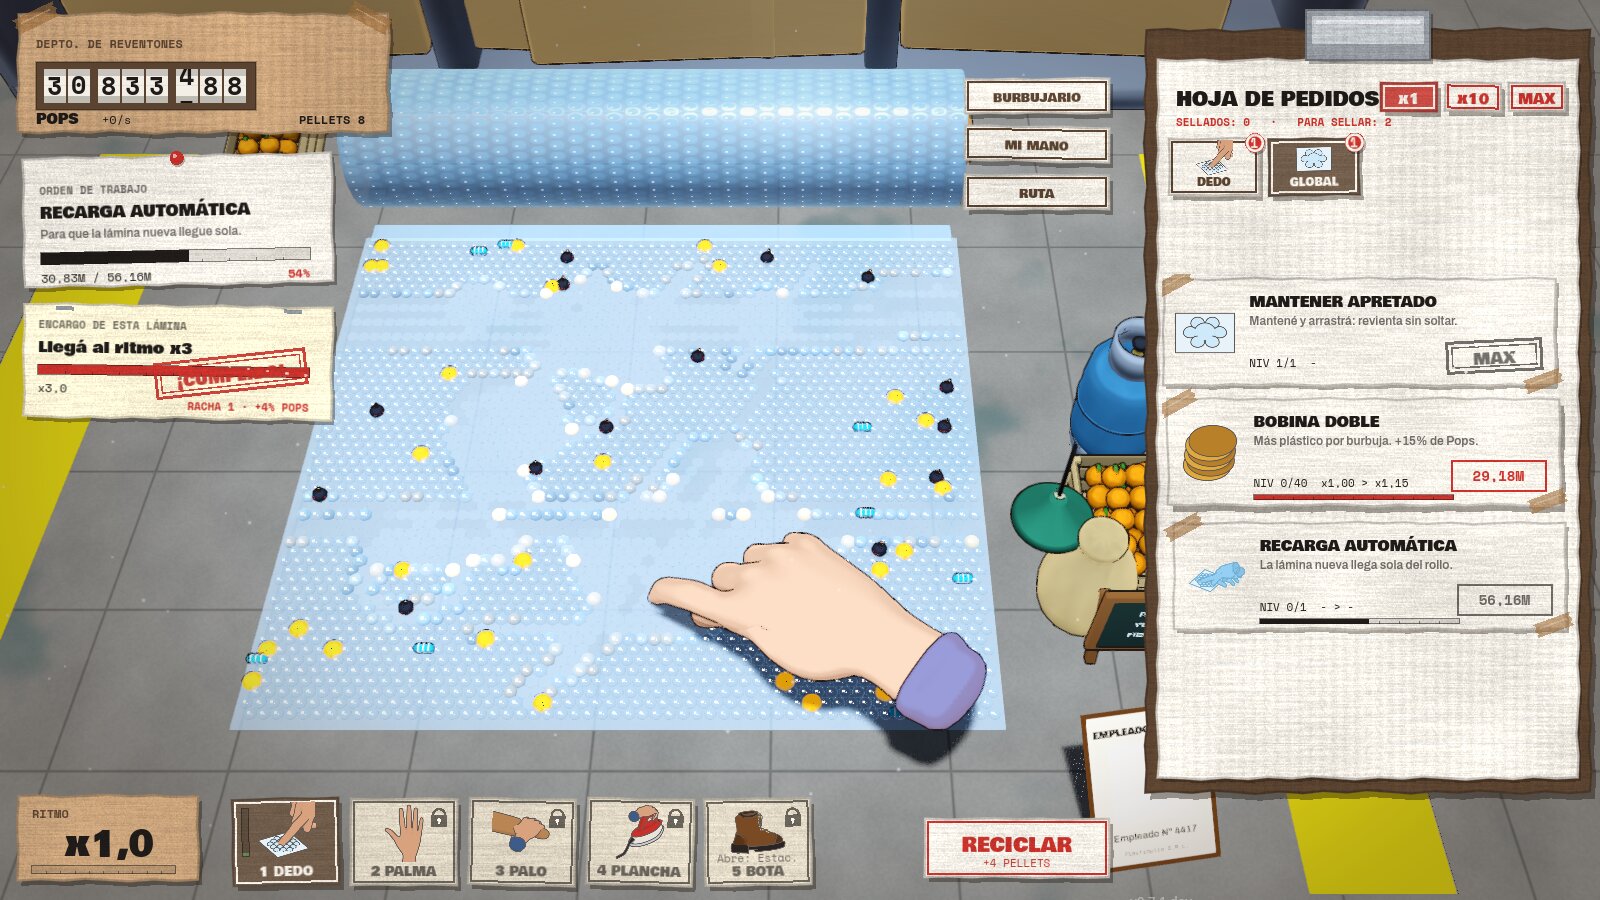 DEPTO. DE REVENTONES
30 833 488
POPS +0/s PELLETS 8
ORDEN DE TRABAJO
RECARGA AUTOMÁTICA
Para que la lámina nueva llegue sola.
30,83M / 56,16M 54%
ENCARGO DE ESTA LÁMINA
Llegá al ritmo x3
x3,0
RACHA 1 · +4% POPS
BURBUJARIO
MI MANO
RUTA
HOJA DE PEDIDOS x1 x10 MAX
SELLADOS: 0 · PARA SELLAR: 2
1 1
DEDO GLOBAL
MANTENER APRETADO
Mantené y arrastrá: revienta sin soltar.
NIV 1/1 - MAX
BOBINA DOBLE
Más plástico por burbuja. +15% de Pops.
NIV 0/40 x1,00 > x1,15 29,18M
RECARGA AUTOMÁTICA
La lámina nueva llega sola del rollo.
NIV 0/1 - > - 56,16M
Empleado N° 4417
RITMO
x1,0
1 DEDO
2 PALMA
3 PALO
4 PLANCHA
Abre: Estac.
5 BOTA
RECICLAR
+4 PELLETS